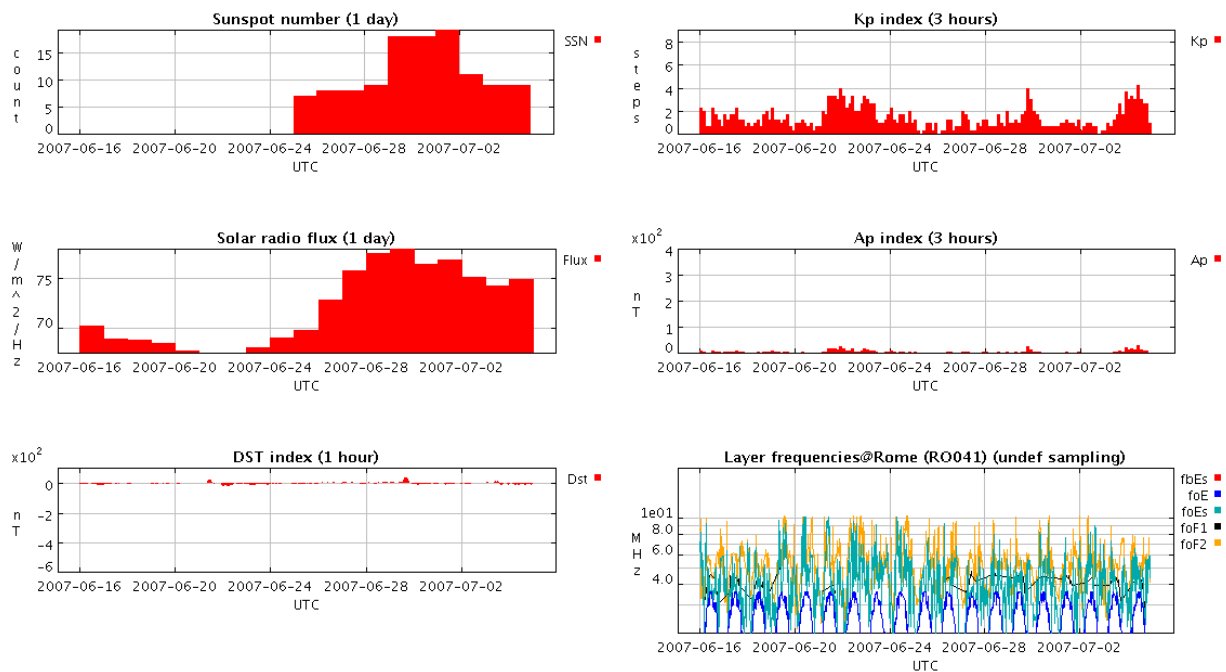 Sunspot number (1 day)
count
15
10
5
0
SSN
2007-06-16 2007-06-20 2007-06-24 2007-06-28 2007-07-02
UTC
Kp index (3 hours)
steps
8
6
4
2
0
Kp
2007-06-16 2007-06-20 2007-06-24 2007-06-28 2007-07-02
UTC
Solar radio flux (1 day)
W/m^2/Hz
75
70
Flux
2007-06-16 2007-06-20 2007-06-24 2007-06-28 2007-07-02
UTC
Ap index (3 hours)
x10²
nT
4
3
2
1
0
Ap
2007-06-16 2007-06-20 2007-06-24 2007-06-28 2007-07-02
UTC
DST index (1 hour)
x10²
nT
0
-2
-4
-6
Dst
2007-06-16 2007-06-20 2007-06-24 2007-06-28 2007-07-02
UTC
Layer frequencies@Rome (RO041) (undef sampling)
MHz
1e01
8.0
6.0
4.0
fbEs
foE
foEs
foF1
foF2
2007-06-16 2007-06-20 2007-06-24 2007-06-28 2007-07-02
UTC